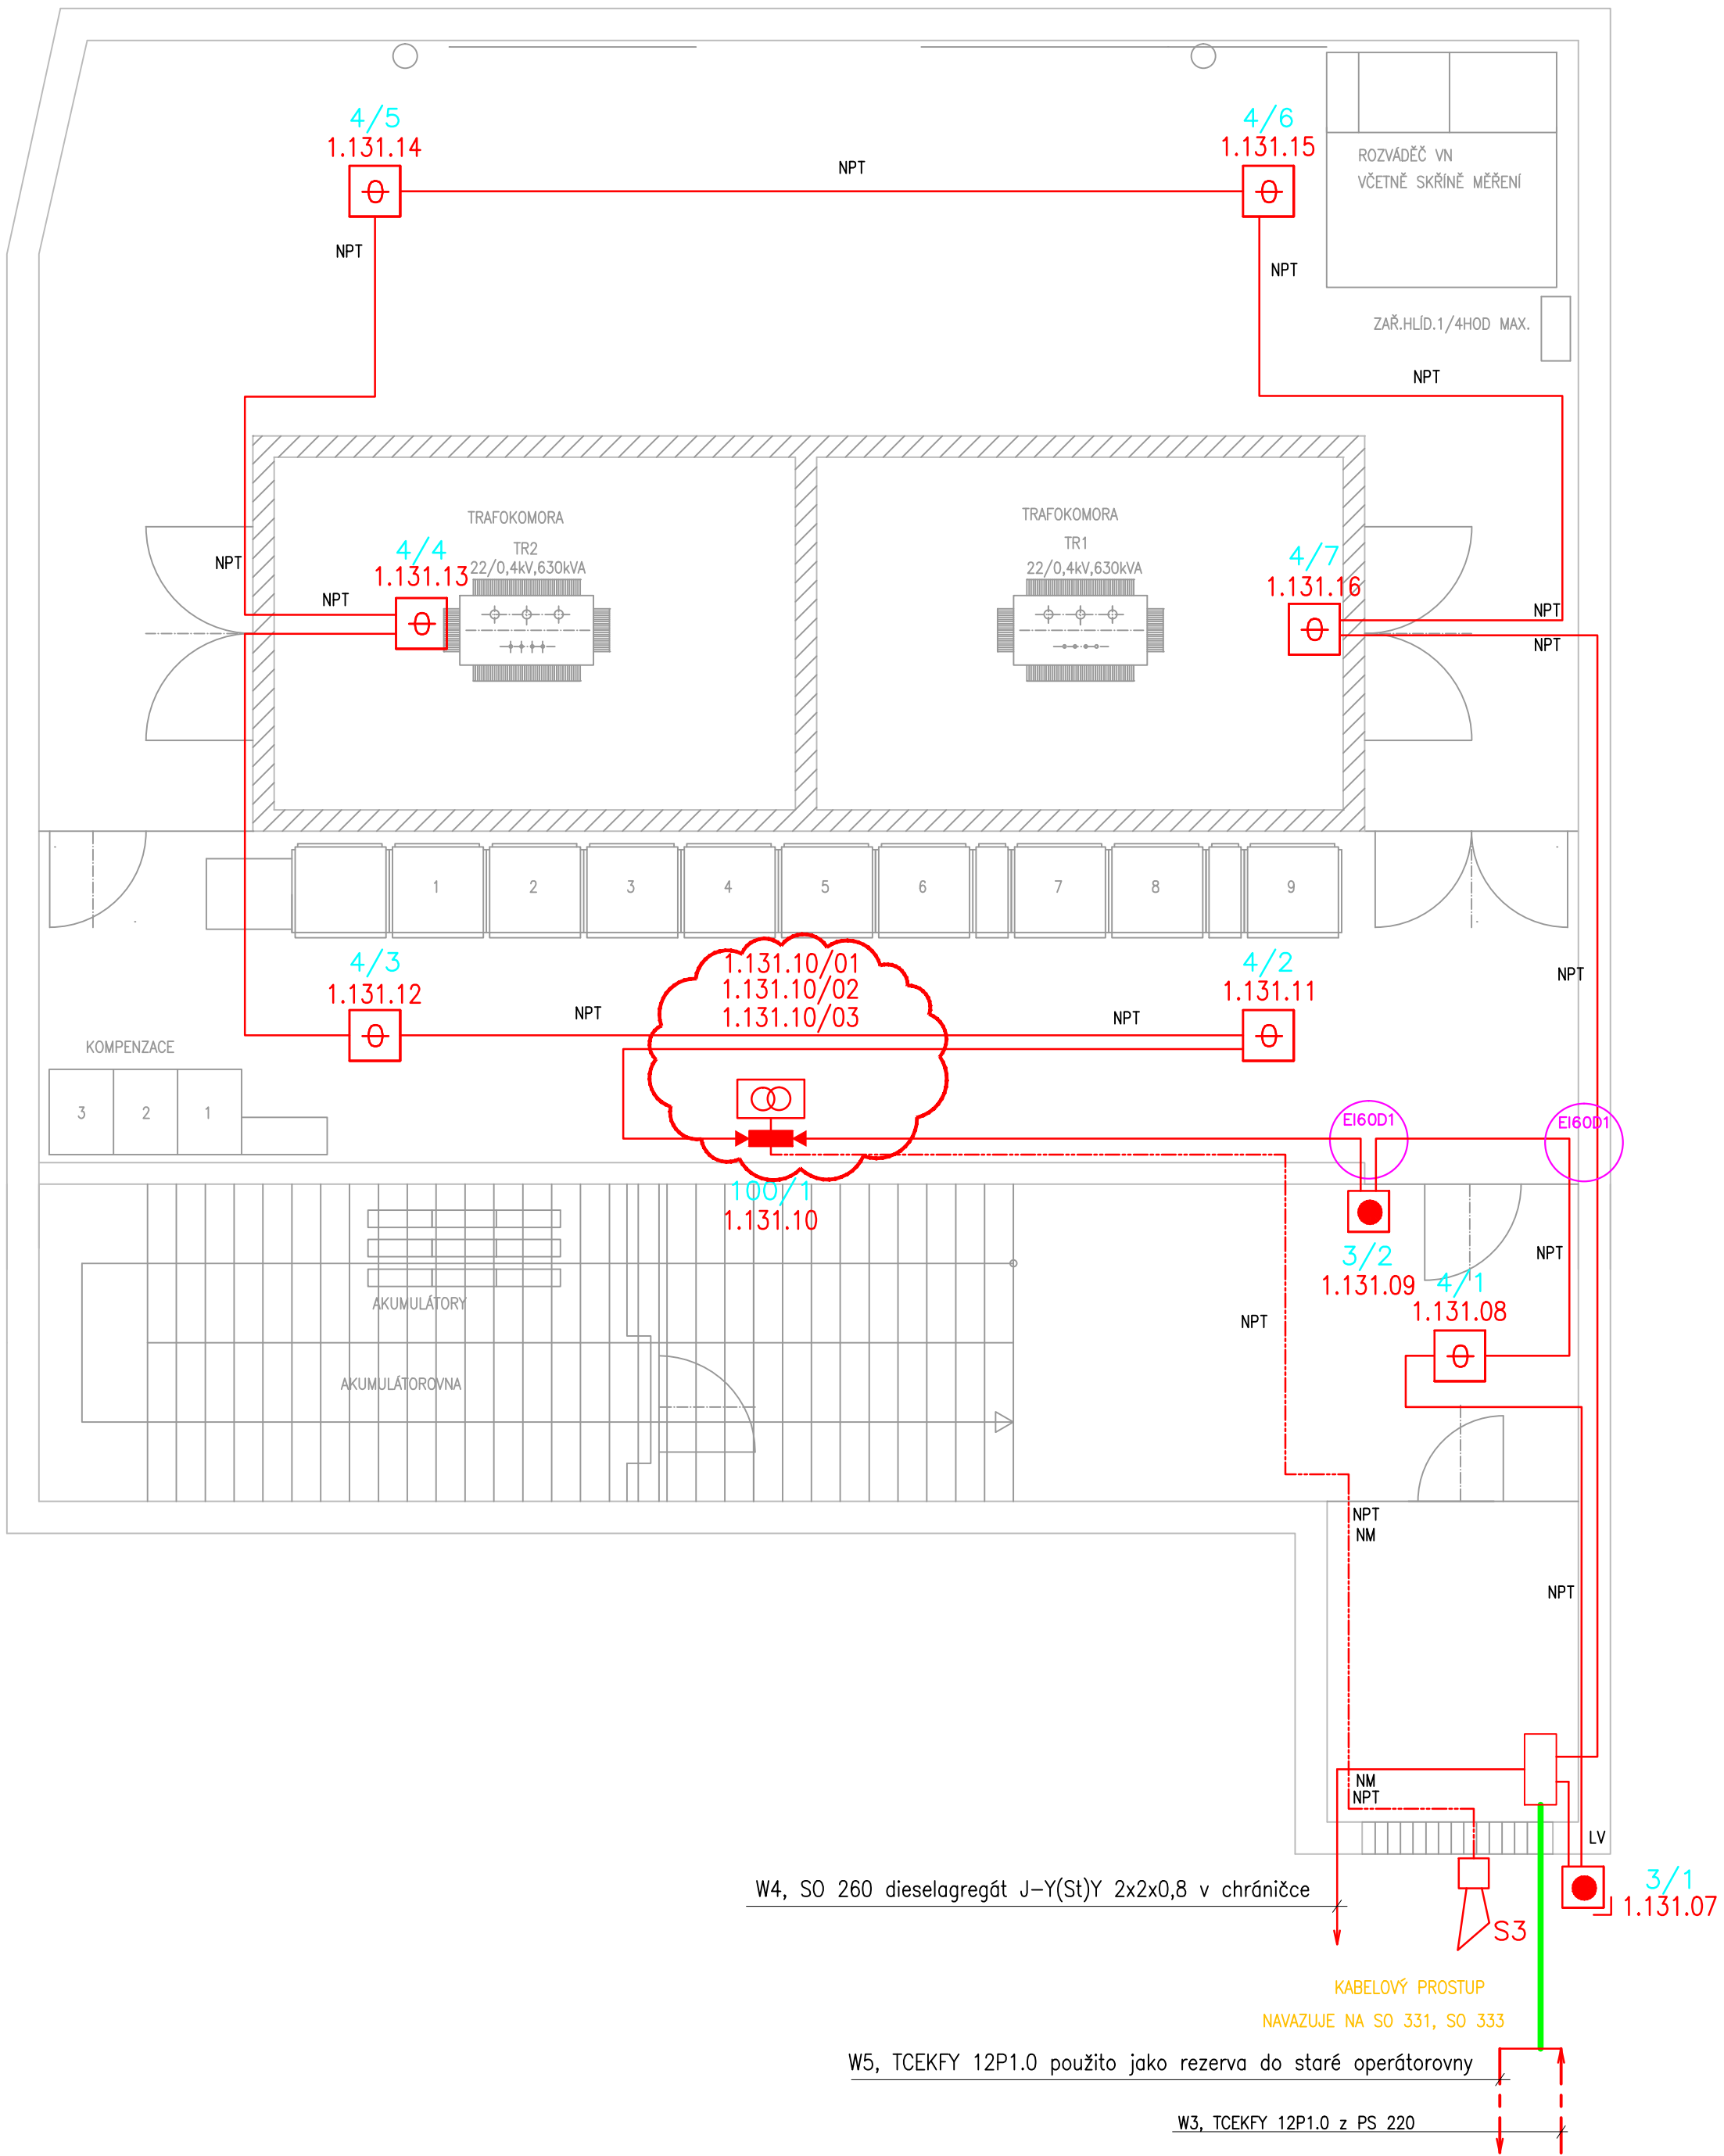 4/5
1.131.14
4/6
1.131.15
NPT
ROZVÁDĚČ VN
VČETNĚ SKŘÍNĚ MĚŘENÍ
NPT
NPT
ZAŘ.HLÍD.1/4HOD MAX.
NPT
TRAFOKOMORA
TR2
22/0,4kV,630kVA
TRAFOKOMORA
TR1
22/0,4kV,630kVA
4/4
1.131.13
4/7
1.131.16
NPT
NPT
NPT
NPT
1
2
3
4
5
6
7
8
9
4/3
1.131.12
1.131.10/01
1.131.10/02
1.131.10/03
4/2
1.131.11
NPT
NPT
NPT
KOMPENZACE
3
2
1
EI60D1
EI60D1
100/1
1.131.10
3/2
1.131.09
4/1
1.131.08
NPT
NPT
AKUMULÁTORY
AKUMULÁTOROVNA
NPT
NM
NPT
NM
NPT
LV
W4, SO 260 dieselagregát J-Y(St)Y 2x2x0,8 v chráničce
3/1
1.131.07
S3
KABELOVÝ PROSTUP
NAVAZUJE NA SO 331, SO 333
W5, TCEKFY 12P1.0 použito jako rezerva do staré operátorovny
W3, TCEKFY 12P1.0 z PS 220